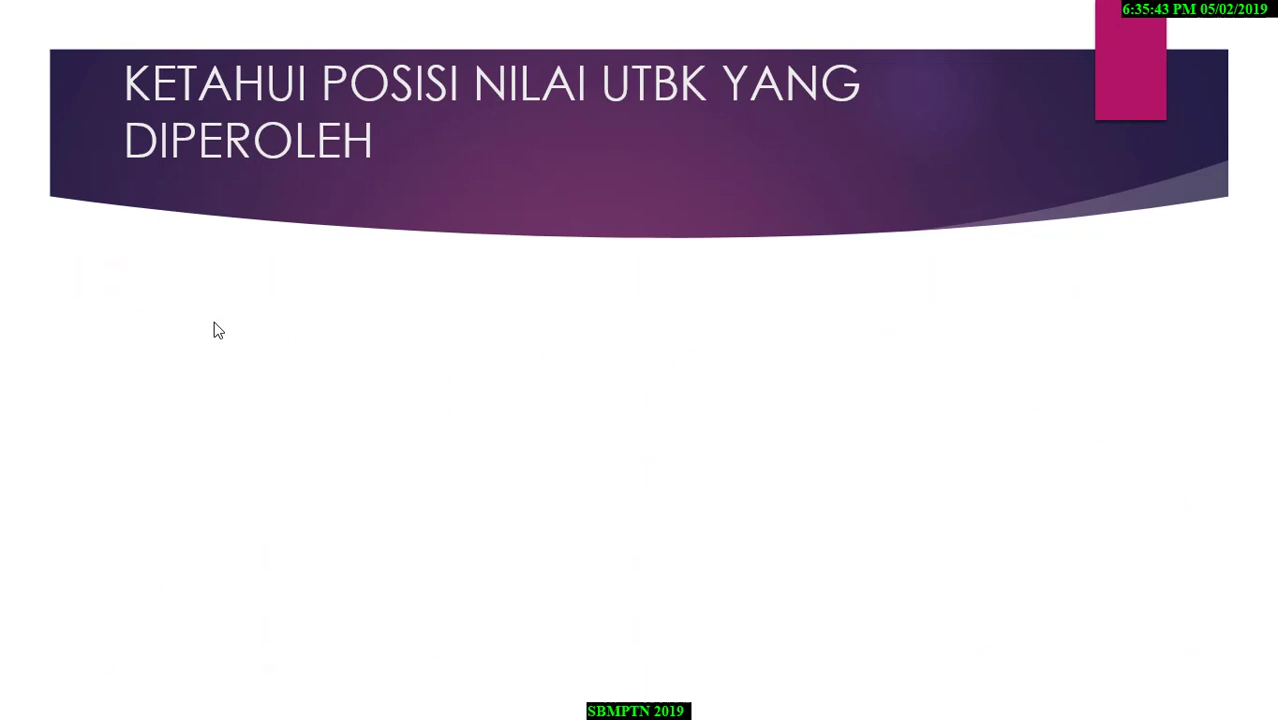 6:35:43 PM 05/02/2019
KETAHUI POSISI NILAI UTBK YANG
DIPEROLEH
SBMPTN 2019